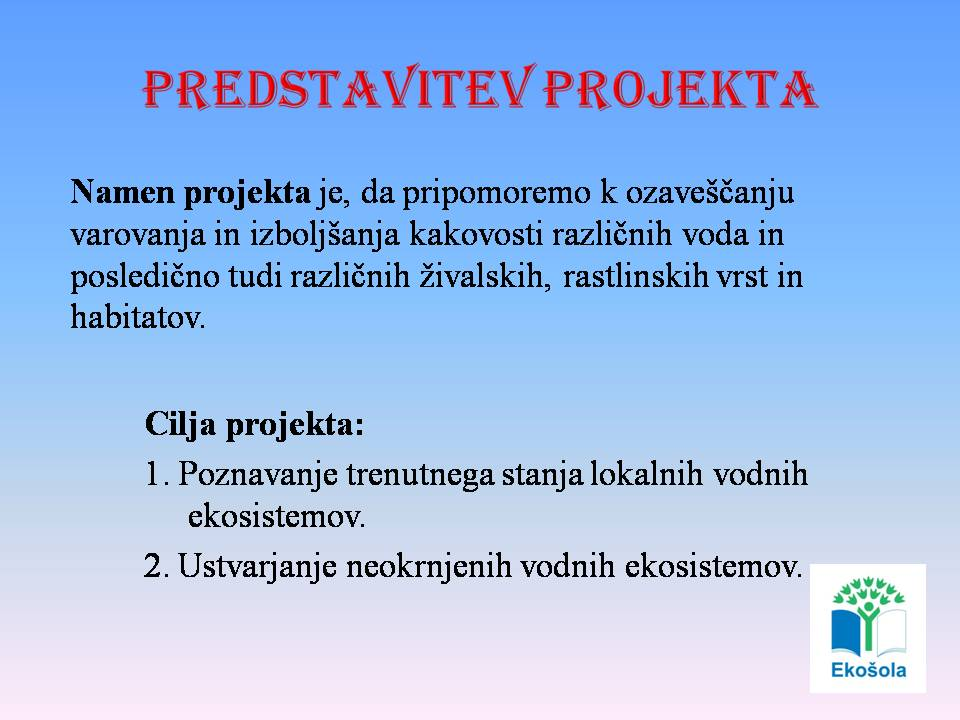 PREDSTAVITEV PROJEKTA
Namen projekta je, da pripomoremo k ozaveščanju
varovanja in izboljšanja kakovosti različnih voda in
posledično tudi različnih živalskih, rastlinskih vrst in
habitatov.
Cilja projekta:
1. Poznavanje trenutnega stanja lokalnih vodnih
ekosistemov.
2. Ustvarjanje neokrnjenih vodnih ekosistemov.
Ekošola